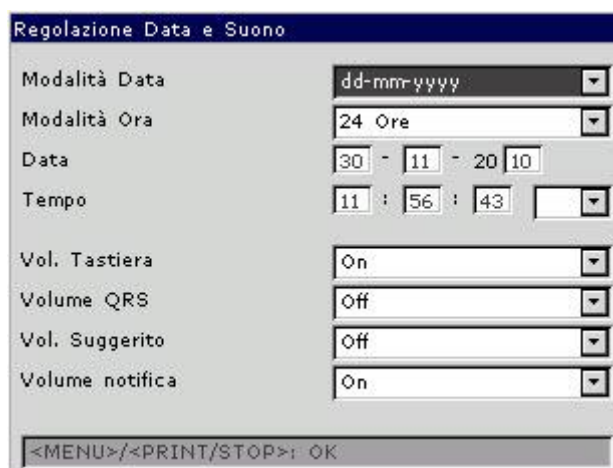 Regolazione Data e Suono
Modalità Data dd-mm-yyyy
Modalità Ora 24 Ore
Data 30 - 11 - 20 10
Tempo 11 : 56 : 43
Vol. Tastiera On
Volume QRS Off
Vol. Suggerito Off
Volume notifica On
<MENU>/<PRINT/STOP>: OK